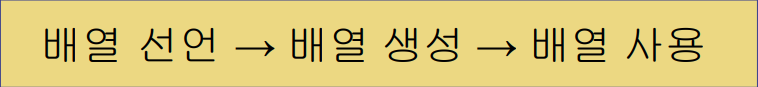 배열 선언 → 배열 생성 → 배열 사용